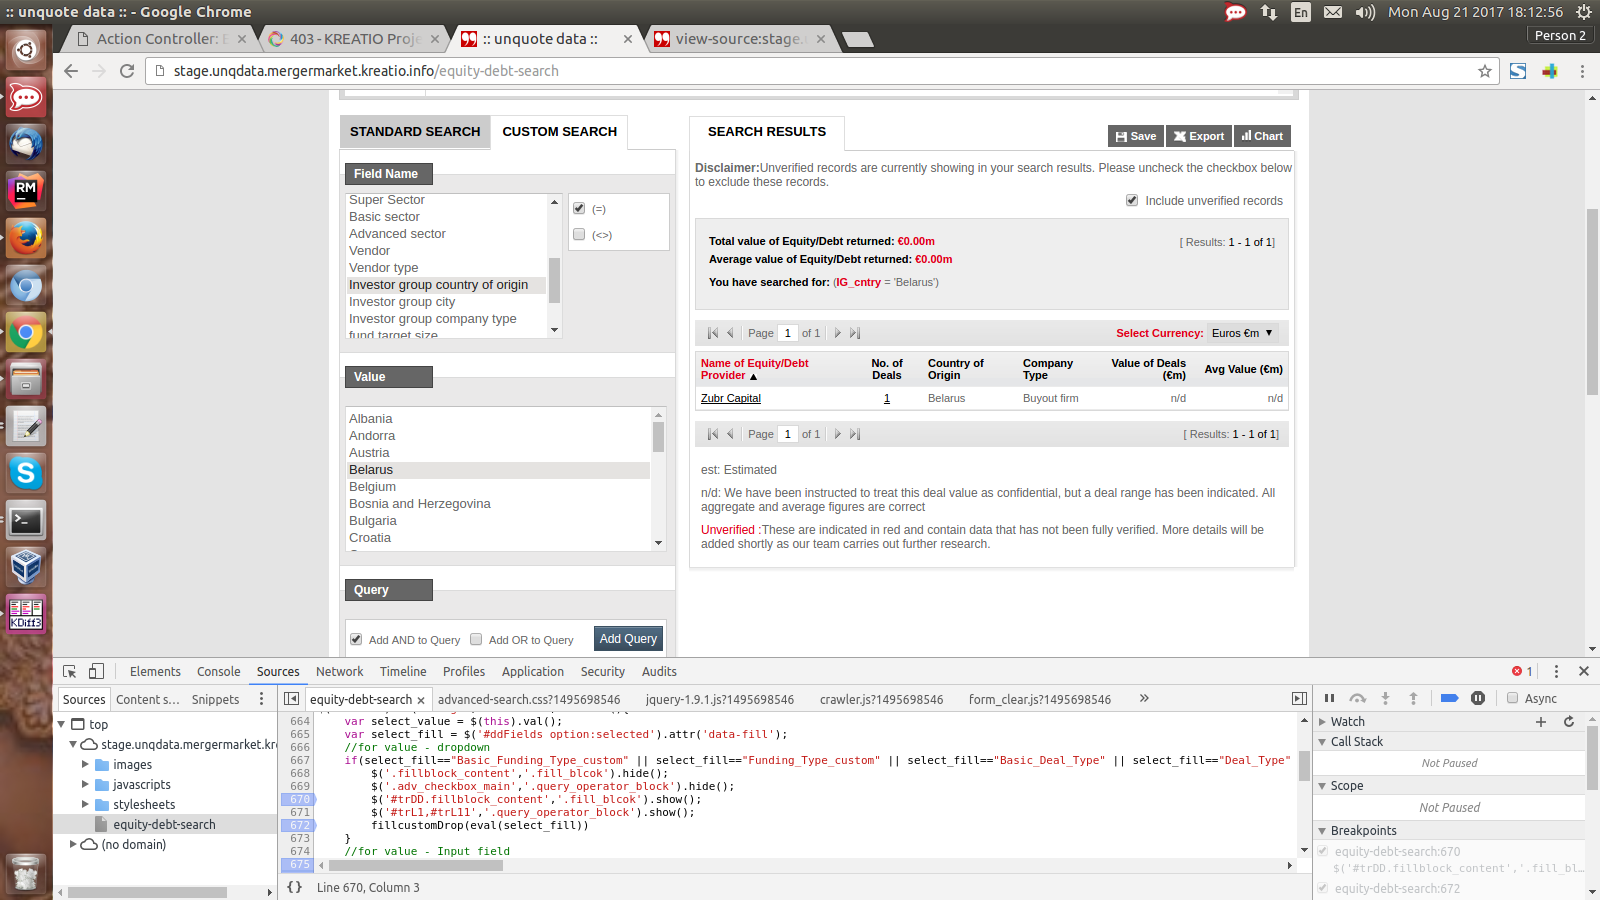 :: unquote data :: - Google Chrome
En
Mon Aug 21 2017 18:12:56
Action Controller: E
403 - KREATIO Proje
:: unquote data ::
view-source:stage.
Person 2
stage.unqdata.mergermarket.kreatio.info/equity-debt-search
STANDARD SEARCH
CUSTOM SEARCH
Field Name
Super Sector
Basic sector
Advanced sector
Vendor
Vendor type
Investor group country of origin
Investor group city
Investor group company type
fund target size
(=)
(<>)
Value
Albania
Andorra
Austria
Belarus
Belgium
Bosnia and Herzegovina
Bulgaria
Croatia
Query
Add AND to Query
Add OR to Query
Add Query
SEARCH RESULTS
Save
Export
Chart
Disclaimer:Unverified records are currently showing in your search results. Please uncheck the checkbox below
to exclude these records.
Include unverified records
Total value of Equity/Debt returned: €0.00m
[ Results: 1 - 1 of 1]
Average value of Equity/Debt returned: €0.00m
You have searched for: (IG_cntry = 'Belarus')
Page 1 of 1
Select Currency: Euros €m ▼
Name of Equity/Debt Provider ▲
No. of Deals
Country of Origin
Company Type
Value of Deals (€m)
Avg Value (€m)
Zubr Capital 1 Belarus Buyout firm n/d n/d
Page 1 of 1
[ Results: 1 - 1 of 1]
est: Estimated
n/d: We have been instructed to treat this deal value as confidential, but a deal range has been indicated. All
aggregate and average figures are correct
Unverified :These are indicated in red and contain data that has not been fully verified. More details will be
added shortly as our team carries out further research.
RM
KDiff3
Elements Console Sources Network Timeline Profiles Application Security Audits
1
Sources Content s... Snippets
top
stage.unqdata.mergermarket.kr
images
javascripts
stylesheets
equity-debt-search
(no domain)
equity-debt-search × advanced-search.css?1495698546 jquery-1.9.1.js?1495698546 crawler.js?1495698546 form_clear.js?1495698546 »
664 var select_value = $(this).val();
665 var select_fill = $('#ddFields option:selected').attr('data-fill');
666 //for value - dropdown
667 if(select_fill=="Basic_Funding_Type_custom" || select_fill=="Funding_Type_custom" || select_fill=="Basic_Deal_Type" || select_fill=="Deal_Type"
668 $('.fillblock_content','.fill_blcok').hide();
669 $('.adv_checkbox_main','.query_operator_block').hide();
670 $('#trDD.fillblock_content','.fill_blcok').show();
671 $('#trL1,#trL11','.query_operator_block').show();
672 fillcustomDrop(eval(select_fill))
673 }
674 //for value - Input field
675
{} Line 670, Column 3
Async
Watch
Call Stack
Not Paused
Scope
Not Paused
Breakpoints
equity-debt-search:670
$('#trDD.fillblock_content','.fill_bl...
equity-debt-search:672